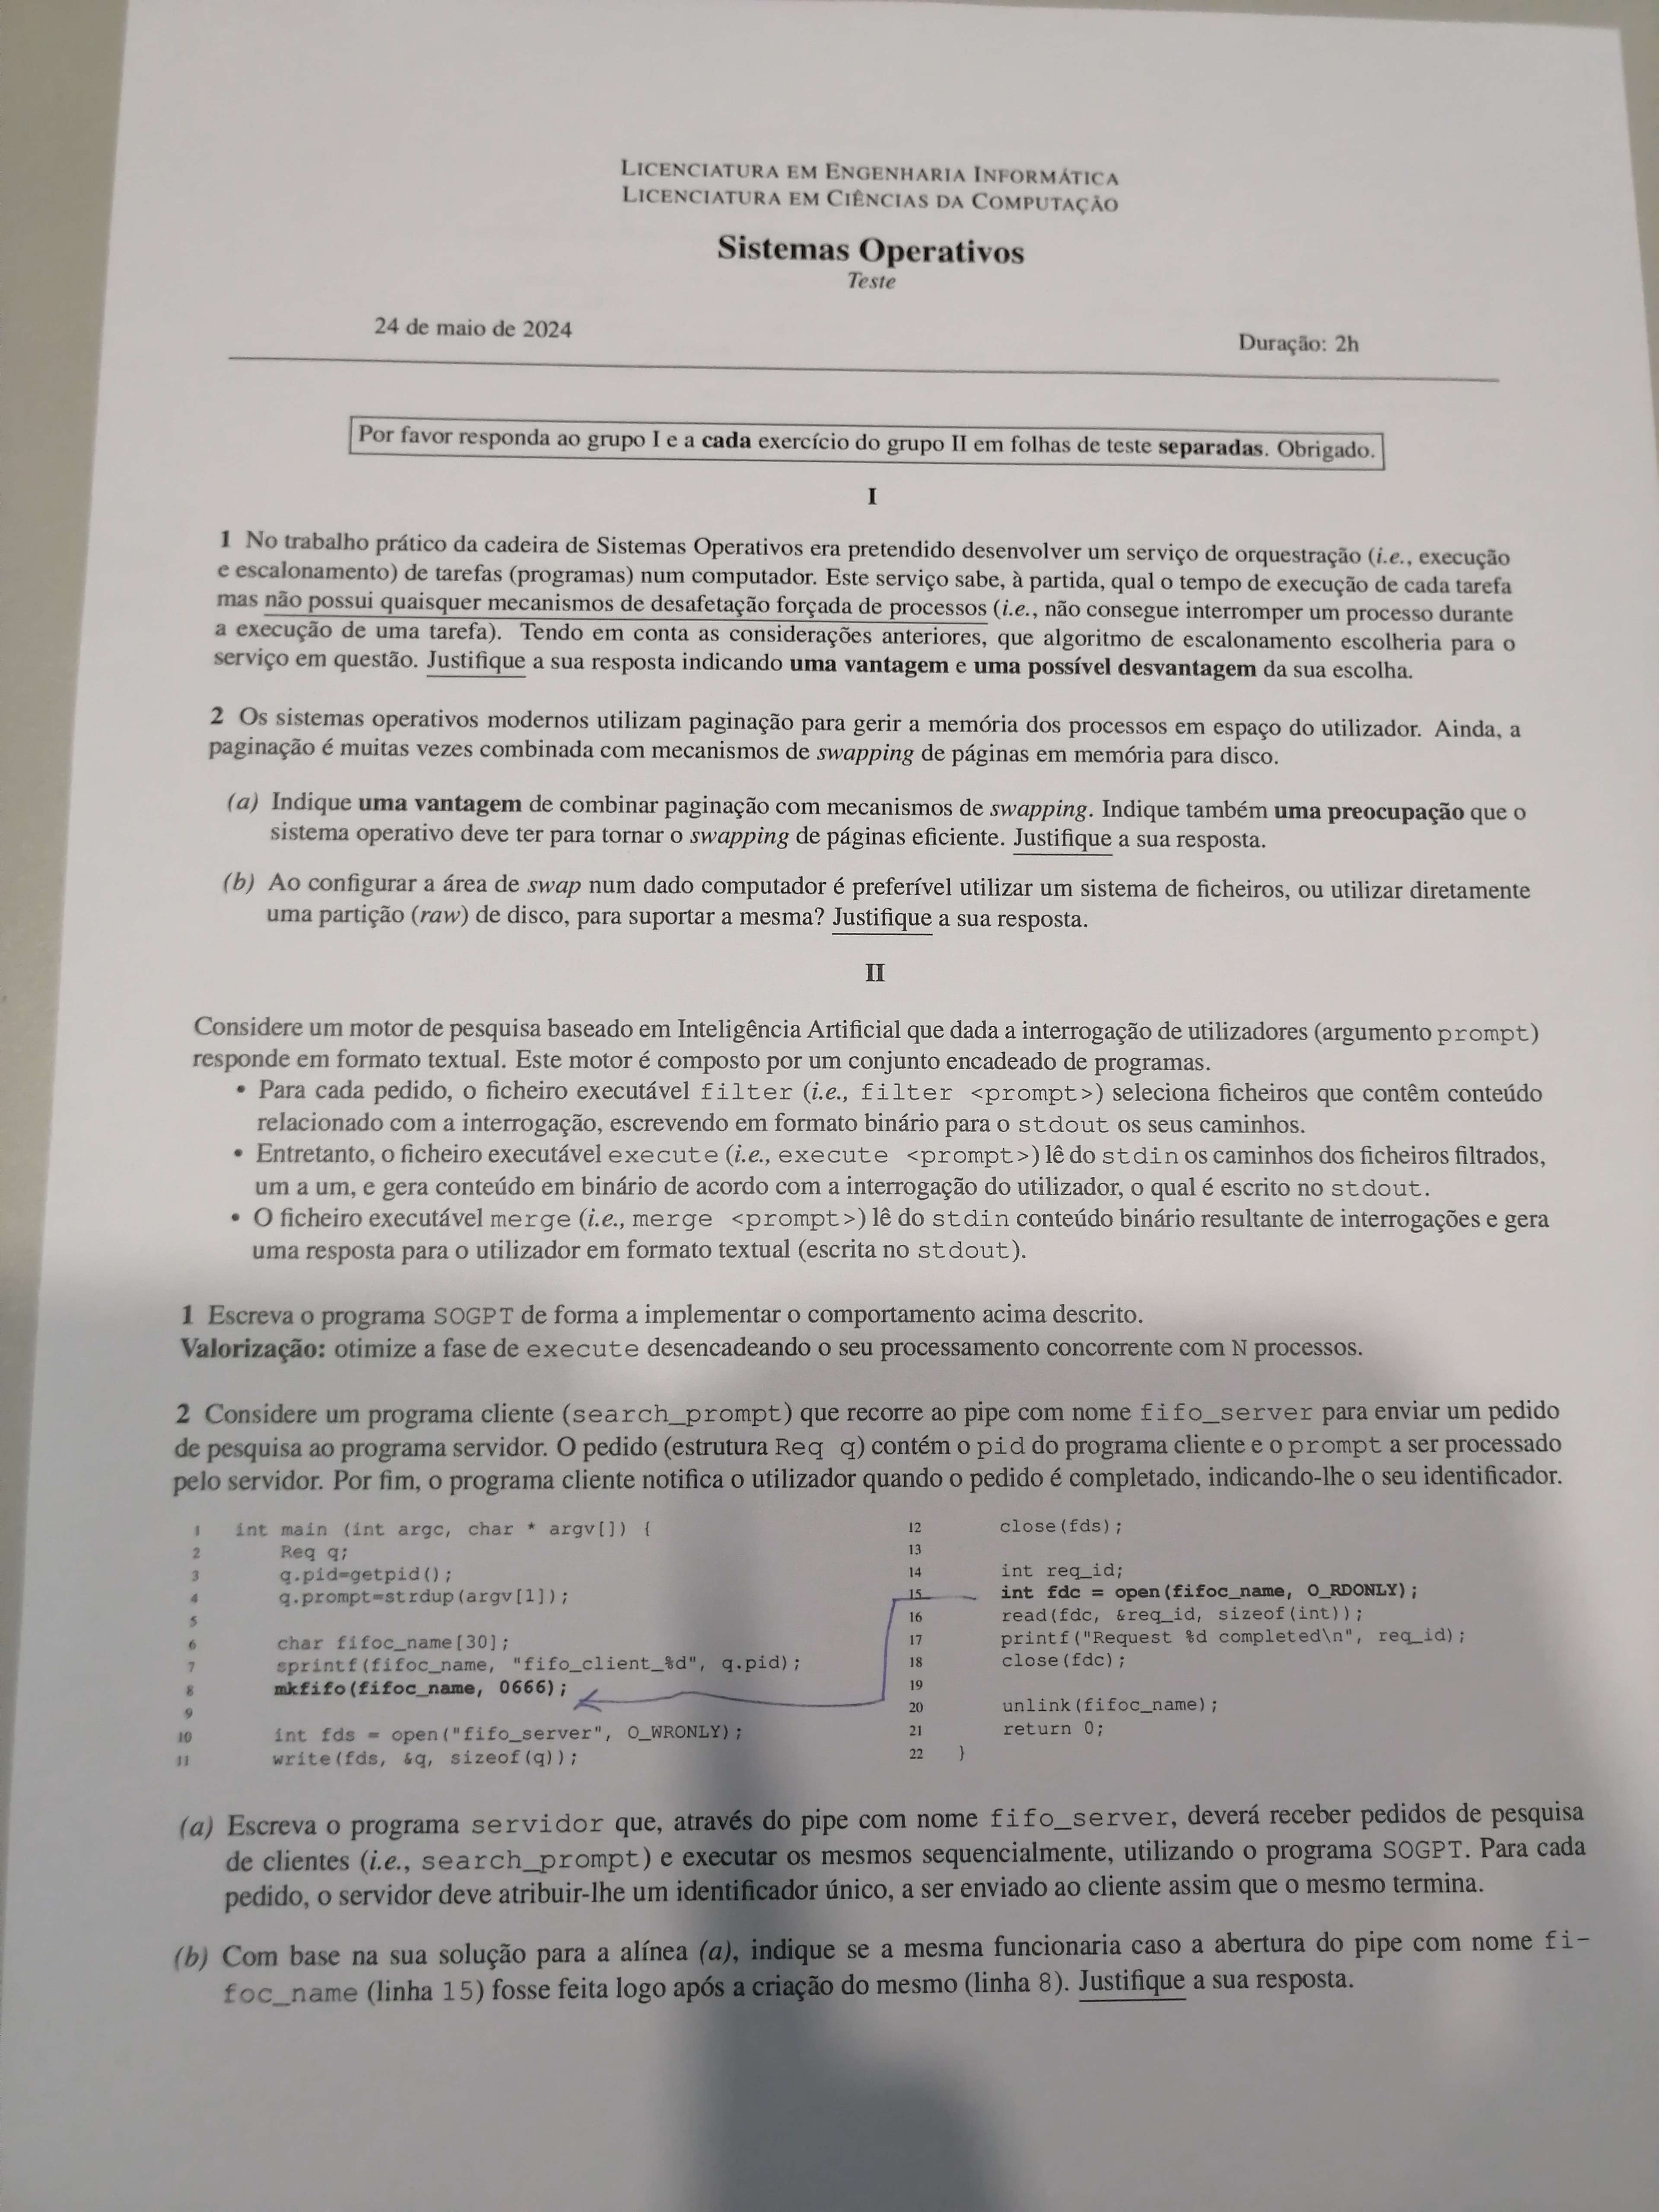 LICENCIATURA EM ENGENHARIA INFORMÁTICA
LICENCIATURA EM CIÊNCIAS DA COMPUTAÇÃO
Sistemas Operativos
Teste
24 de maio de 2024
Duração: 2h
Por favor responda ao grupo I e a cada exercício do grupo II em folhas de teste separadas. Obrigado.
I
1 No trabalho prático da cadeira de Sistemas Operativos era pretendido desenvolver um serviço de orquestração (i.e., execução
e escalonamento) de tarefas (programas) num computador. Este serviço sabe, à partida, qual o tempo de execução de cada tarefa
mas não possui quaisquer mecanismos de desafetação forçada de processos (i.e., não consegue interromper um processo durante
a execução de uma tarefa). Tendo em conta as considerações anteriores, que algoritmo de escalonamento escolheria para o
serviço em questão. Justifique a sua resposta indicando uma vantagem e uma possível desvantagem da sua escolha.
2 Os sistemas operativos modernos utilizam paginação para gerir a memória dos processos em espaço do utilizador. Ainda, a
paginação é muitas vezes combinada com mecanismos de swapping de páginas em memória para disco.
(a) Indique uma vantagem de combinar paginação com mecanismos de swapping. Indique também uma preocupação que o
sistema operativo deve ter para tornar o swapping de páginas eficiente. Justifique a sua resposta.
(b) Ao configurar a área de swap num dado computador é preferível utilizar um sistema de ficheiros, ou utilizar diretamente
uma partição (raw) de disco, para suportar a mesma? Justifique a sua resposta.
II
Considere um motor de pesquisa baseado em Inteligência Artificial que dada a interrogação de utilizadores (argumento prompt)
responde em formato textual. Este motor é composto por um conjunto encadeado de programas.
• Para cada pedido, o ficheiro executável filter (i.e., filter <prompt>) seleciona ficheiros que contêm conteúdo
relacionado com a interrogação, escrevendo em formato binário para o stdout os seus caminhos.
• Entretanto, o ficheiro executável execute (i.e., execute <prompt>) lê do stdin os caminhos dos ficheiros filtrados,
um a um, e gera conteúdo em binário de acordo com a interrogação do utilizador, o qual é escrito no stdout.
• O ficheiro executável merge (i.e., merge <prompt>) lê do stdin conteúdo binário resultante de interrogações e gera
uma resposta para o utilizador em formato textual (escrita no stdout).
1 Escreva o programa SOGPT de forma a implementar o comportamento acima descrito.
Valorização: otimize a fase de execute desencadeando o seu processamento concorrente com N processos.
2 Considere um programa cliente (search_prompt) que recorre ao pipe com nome fifo_server para enviar um pedido
de pesquisa ao programa servidor. O pedido (estrutura Req q) contém o pid do programa cliente e o prompt a ser processado
pelo servidor. Por fim, o programa cliente notifica o utilizador quando o pedido é completado, indicando-lhe o seu identificador.
1 int main (int argc, char * argv[]) {
2 Req q;
3 q.pid=getpid();
4 q.prompt=strdup(argv[1]);
5
6 char fifoc_name[30];
7 sprintf(fifoc_name, "fifo_client_%d", q.pid);
8 mkfifo(fifoc_name, 0666);
9
10 int fds = open("fifo_server", O_WRONLY);
11 write(fds, &q, sizeof(q));
12 close(fds);
13
14 int req_id;
15 int fdc = open(fifoc_name, O_RDONLY);
16 read(fdc, &req_id, sizeof(int));
17 printf("Request %d completed\n", req_id);
18 close(fdc);
19
20 unlink(fifoc_name);
21 return 0;
22 }
(a) Escreva o programa servidor que, através do pipe com nome fifo_server, deverá receber pedidos de pesquisa
de clientes (i.e., search_prompt) e executar os mesmos sequencialmente, utilizando o programa SOGPT. Para cada
pedido, o servidor deve atribuir-lhe um identificador único, a ser enviado ao cliente assim que o mesmo termina.
(b) Com base na sua solução para a alínea (a), indique se a mesma funcionaria caso a abertura do pipe com nome fi-
foc_name (linha 15) fosse feita logo após a criação do mesmo (linha 8). Justifique a sua resposta.